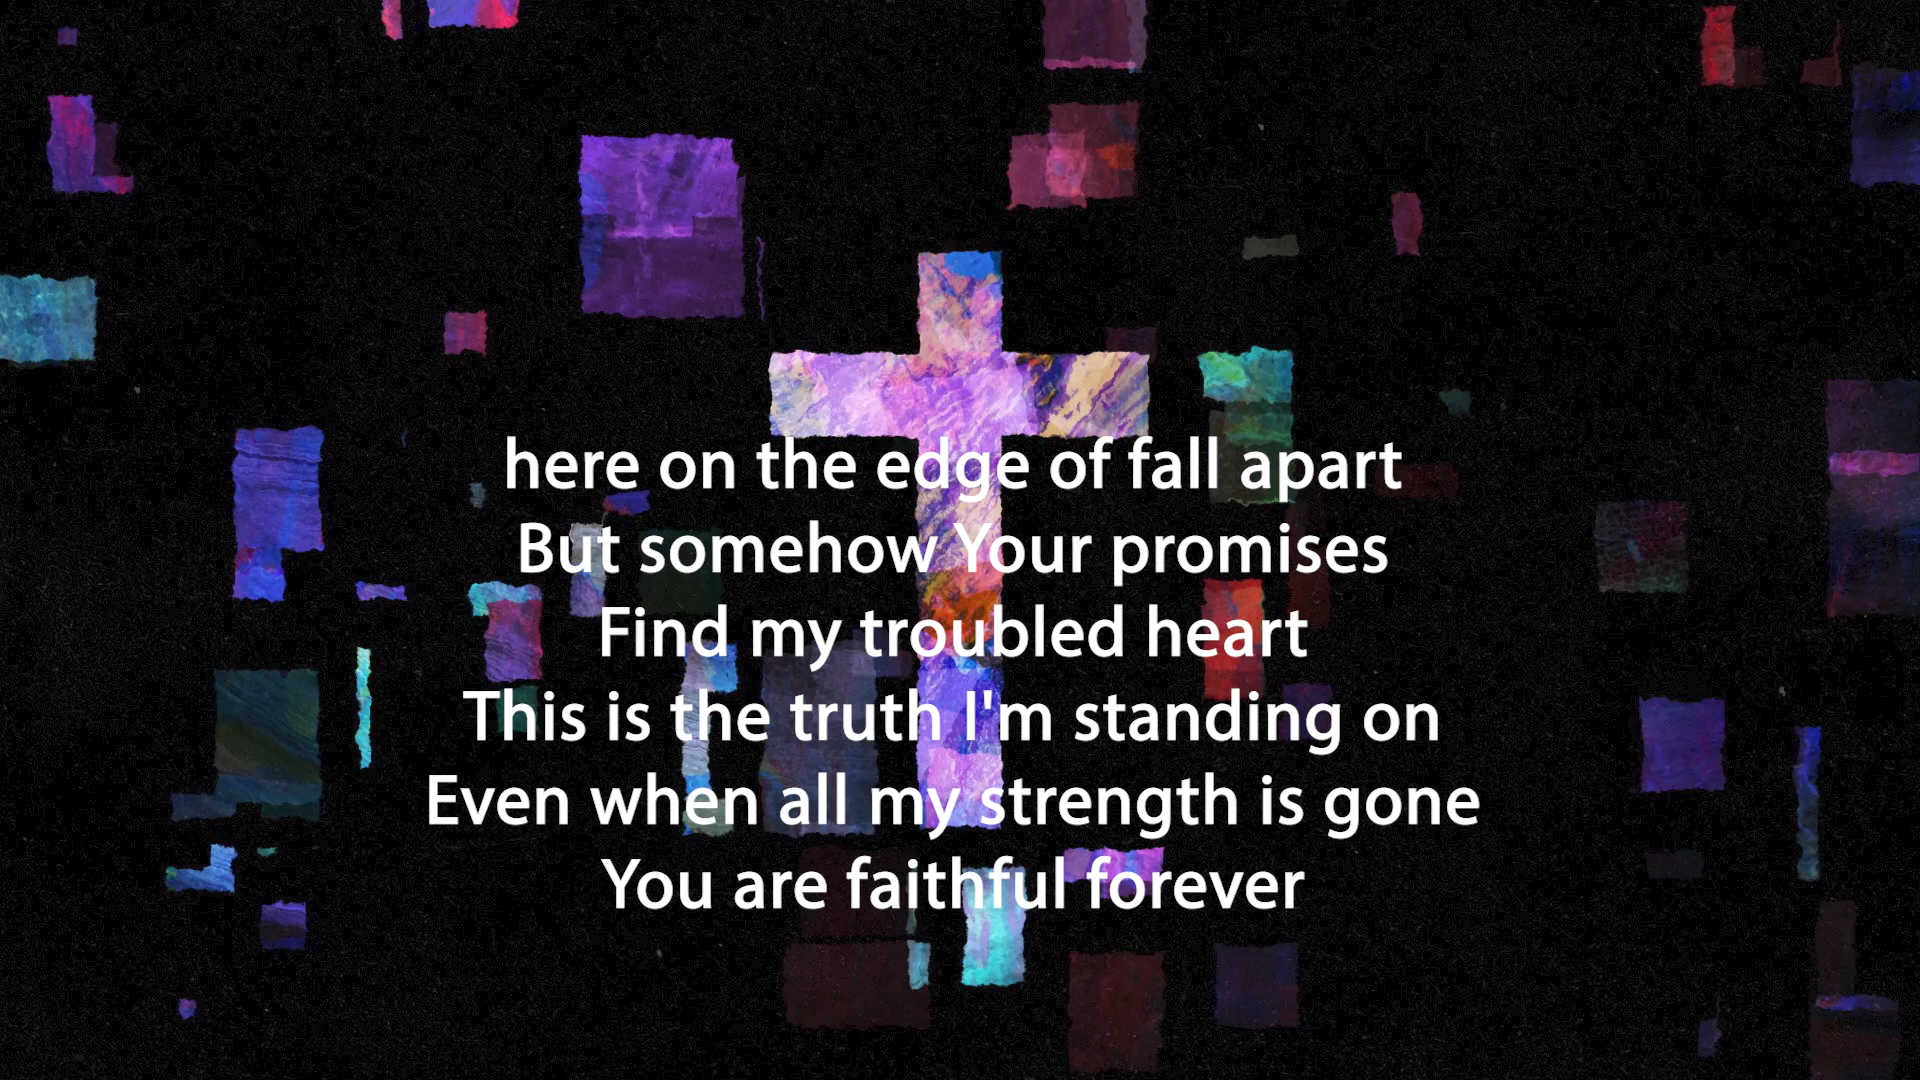 here on the edge of fall apart
But somehow Your promises
Find my troubled heart
This is the truth I'm standing on
Even when all my strength is gone
You are faithful forever